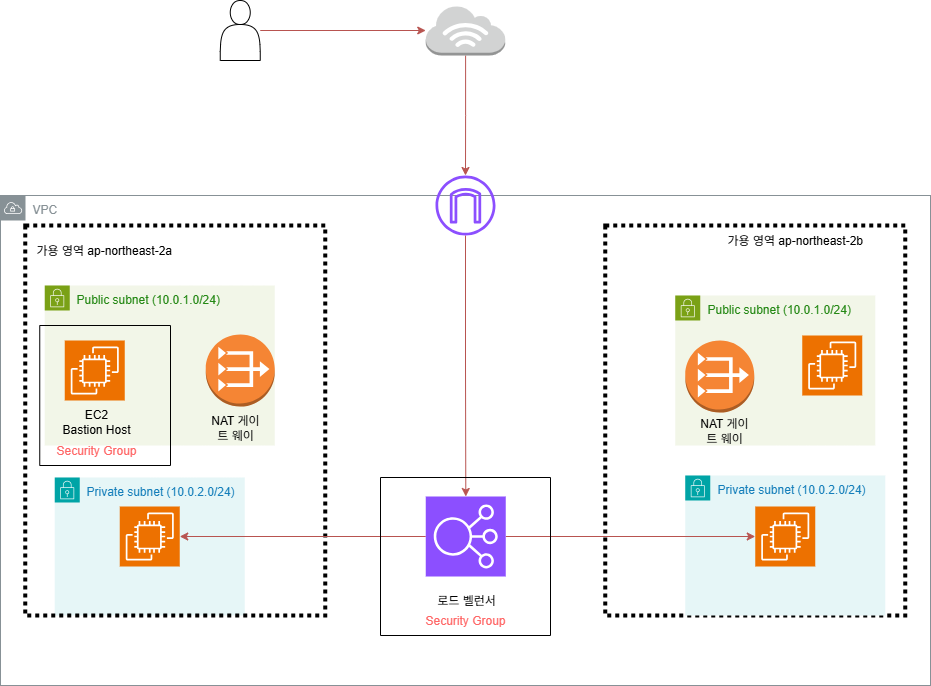 VPC
가용 영역 ap-northeast-2a
Public subnet (10.0.1.0/24)
EC2
Bastion Host
Security Group
NAT 게이
트 웨이
Private subnet (10.0.2.0/24)
로드 벨런서
Security Group
가용 영역 ap-northeast-2b
Public subnet (10.0.1.0/24)
NAT 게이
트 웨이
Private subnet (10.0.2.0/24)